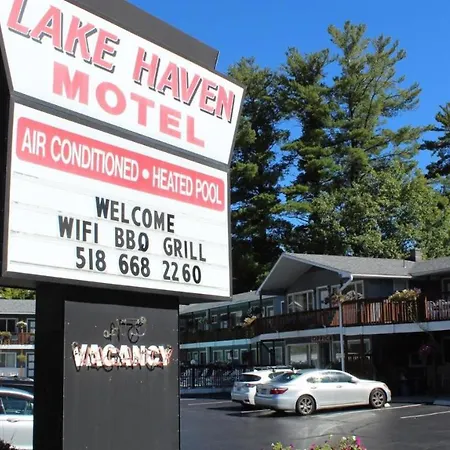 LAKE HAVEN
MOTEL
AIR CONDITIONED • HEATED POOL
WELCOME
WIFI BBQ GRILL
518 668 2260
VACANCY